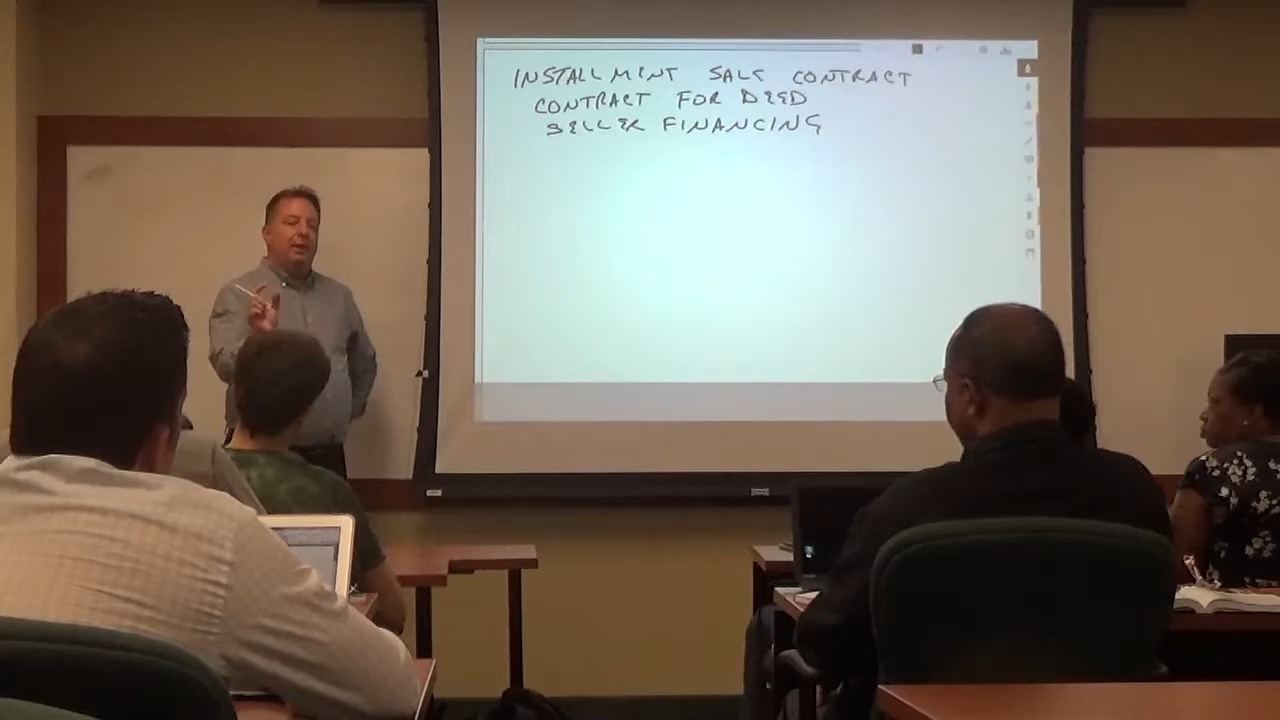 INSTALLMENT SALE CONTRACT
CONTRACT FOR DEED
SELLER FINANCING